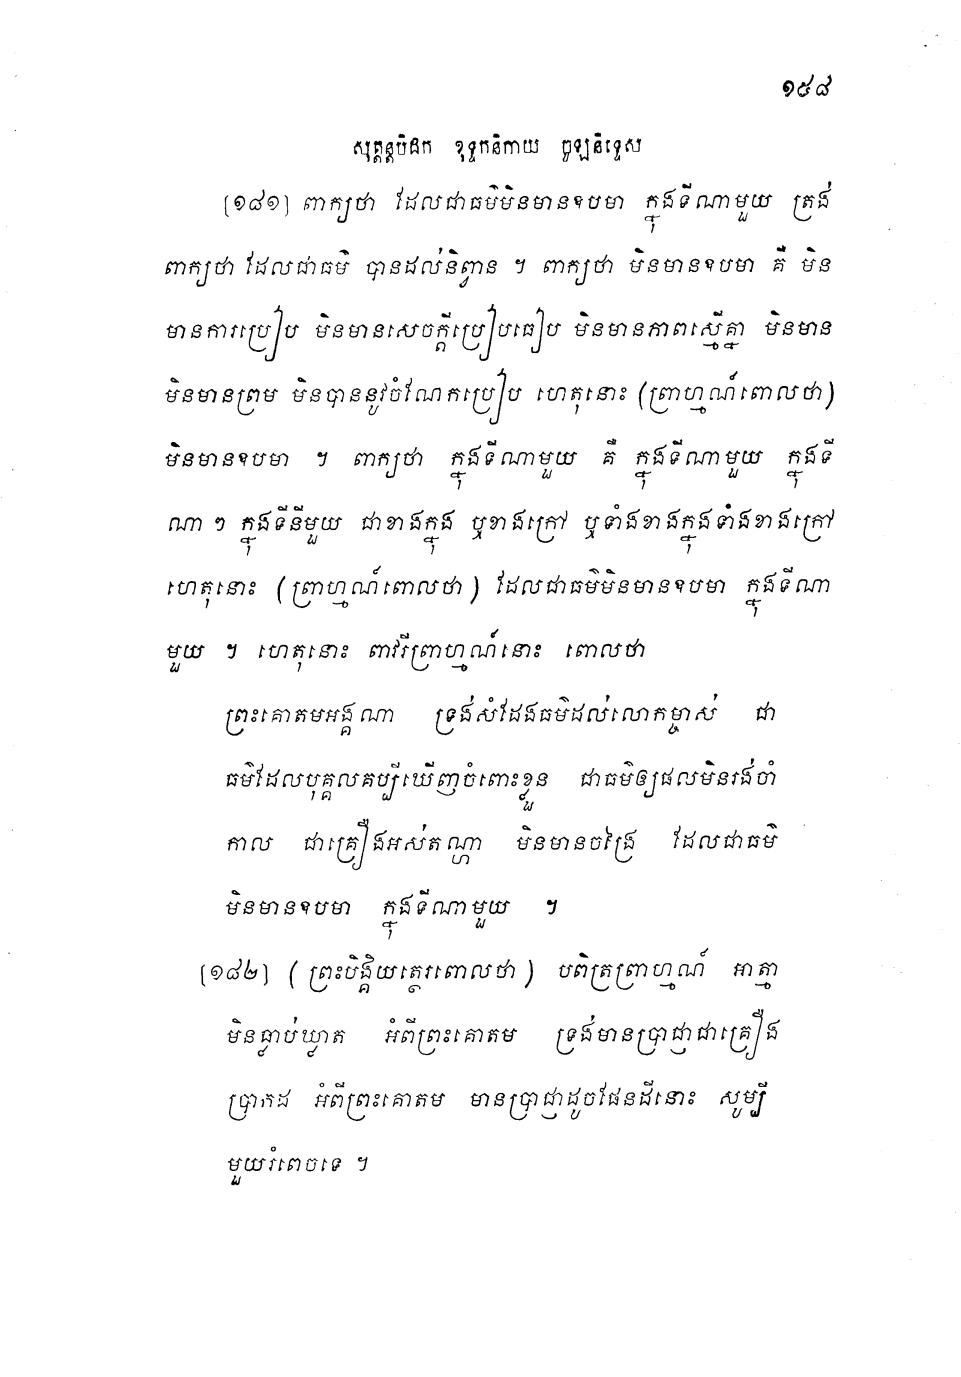 ១៥៨
សុត្តន្តបិដក ខុទ្ទកនិកាយ ចូឡនិទ្ទេស
[១៨១] ពាក្យថា ដែលជាធម៌មិនមានឧបមា ក្នុងទីណាមួយ ត្រង់
ពាក្យថា ដែលជាធម៌ បានដល់និព្វាន ។ ពាក្យថា មិនមានឧបមា គឺ មិន
មានការប្រៀប មិនមានសេចក្តីប្រៀបធៀប មិនមានភាពស្មើគ្នា មិនមាន
មិនមានព្រម មិនបាននូវចំណែកប្រៀប ហេតុនោះ (ព្រាហ្មណ៍ពោលថា)
មិនមានឧបមា ។ ពាក្យថា ក្នុងទីណាមួយ គឺ ក្នុងទីណាមួយ ក្នុងទី
ណា ៗ ក្នុងទីនីមួយ ជាខាងក្នុង ឬខាងក្រៅ ឬទាំងខាងក្នុងទាំងខាងក្រៅ
ហេតុនោះ (ព្រាហ្មណ៍ពោលថា) ដែលជាធម៌មិនមានឧបមា ក្នុងទីណា
មួយ ។ ហេតុនោះ ពាវរីព្រាហ្មណ៍នោះ ពោលថា
ព្រះគោតមអង្គណា ទ្រង់សំដែងធម៌ដល់លោកម្ចាស់ ជា
ធម៌ដែលបុគ្គលគប្បីឃើញចំពោះខ្លួន ជាធម៌ឲ្យផលមិនរង់ចាំ
កាល ជាគ្រឿងអស់តណ្ហា មិនមានចង្រៃ ដែលជាធម៌
មិនមានឧបមា ក្នុងទីណាមួយ ។
[១៨២] (ព្រះបិង្គិយត្ថេរពោលថា) បពិត្រព្រាហ្មណ៍ អាត្មា
មិនធ្លាប់ឃ្លាត អំពីព្រះគោតម ទ្រង់មានប្រាជ្ញាជាគ្រឿង
ប្រាកដ អំពីព្រះគោតម មានប្រាជ្ញាដូចផែនដីនោះ សូម្បី
មួយរំពេចទេ ។